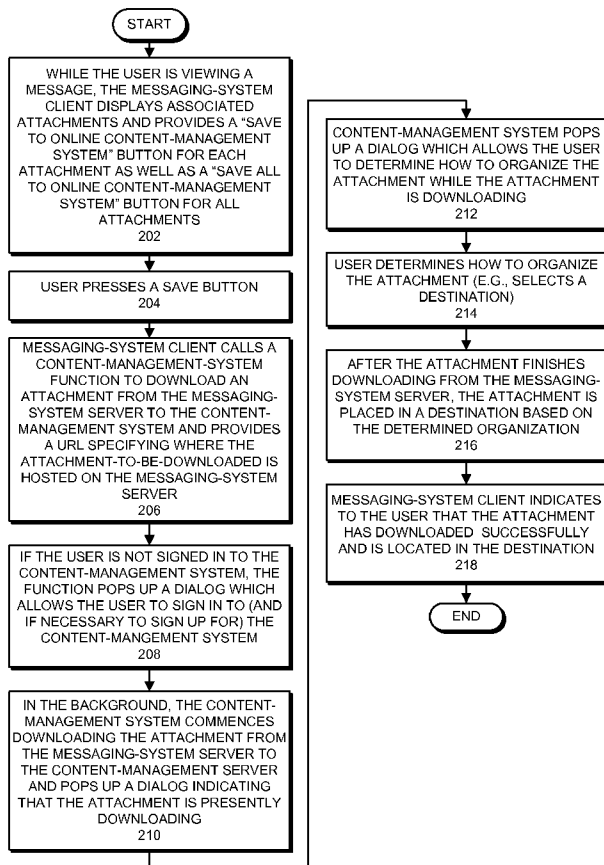 START
WHILE THE USER IS VIEWING A
MESSAGE, THE MESSAGING-SYSTEM
CLIENT DISPLAYS ASSOCIATED
ATTACHMENTS AND PROVIDES A "SAVE
TO ONLINE CONTENT-MANAGEMENT
SYSTEM" BUTTON FOR EACH
ATTACHMENT AS WELL AS A "SAVE ALL
TO ONLINE CONTENT-MANAGEMENT
SYSTEM" BUTTON FOR ALL
ATTACHMENTS
202
USER PRESSES A SAVE BUTTON
204
MESSAGING-SYSTEM CLIENT CALLS A
CONTENT-MANAGEMENT-SYSTEM
FUNCTION TO DOWNLOAD AN
ATTACHMENT FROM THE MESSAGING-
SYSTEM SERVER TO THE CONTENT-
MANAGEMENT SYSTEM AND PROVIDES
A URL SPECIFYING WHERE THE
ATTACHMENT-TO-BE-DOWNLOADED IS
HOSTED ON THE MESSAGING-SYSTEM
SERVER
206
IF THE USER IS NOT SIGNED IN TO THE
CONTENT-MANAGEMENT SYSTEM, THE
FUNCTION POPS UP A DIALOG WHICH
ALLOWS THE USER TO SIGN IN TO (AND
IF NECESSARY TO SIGN UP FOR) THE
CONTENT-MANGEMENT SYSTEM
208
IN THE BACKGROUND, THE CONTENT-
MANAGEMENT SYSTEM COMMENCES
DOWNLOADING THE ATTACHMENT FROM
THE MESSAGING-SYSTEM SERVER TO
THE CONTENT-MANAGEMENT SERVER
AND POPS UP A DIALOG INDICATING
THAT THE ATTACHMENT IS PRESENTLY
DOWNLOADING
210
CONTENT-MANAGEMENT SYSTEM POPS
UP A DIALOG WHICH ALLOWS THE USER
TO DETERMINE HOW TO ORGANIZE THE
ATTACHMENT WHILE THE ATTACHMENT
IS DOWNLOADING
212
USER DETERMINES HOW TO ORGANIZE
THE ATTACHMENT (E.G., SELECTS A
DESTINATION)
214
AFTER THE ATTACHMENT FINISHES
DOWNLOADING FROM THE MESSAGING-
SYSTEM SERVER, THE ATTACHMENT IS
PLACED IN A DESTINATION BASED ON
THE DETERMINED ORGANIZATION
216
MESSAGING-SYSTEM CLIENT INDICATES
TO THE USER THAT THE ATTACHMENT
HAS DOWNLOADED SUCCESSFULLY
AND IS LOCATED IN THE DESTINATION
218
END